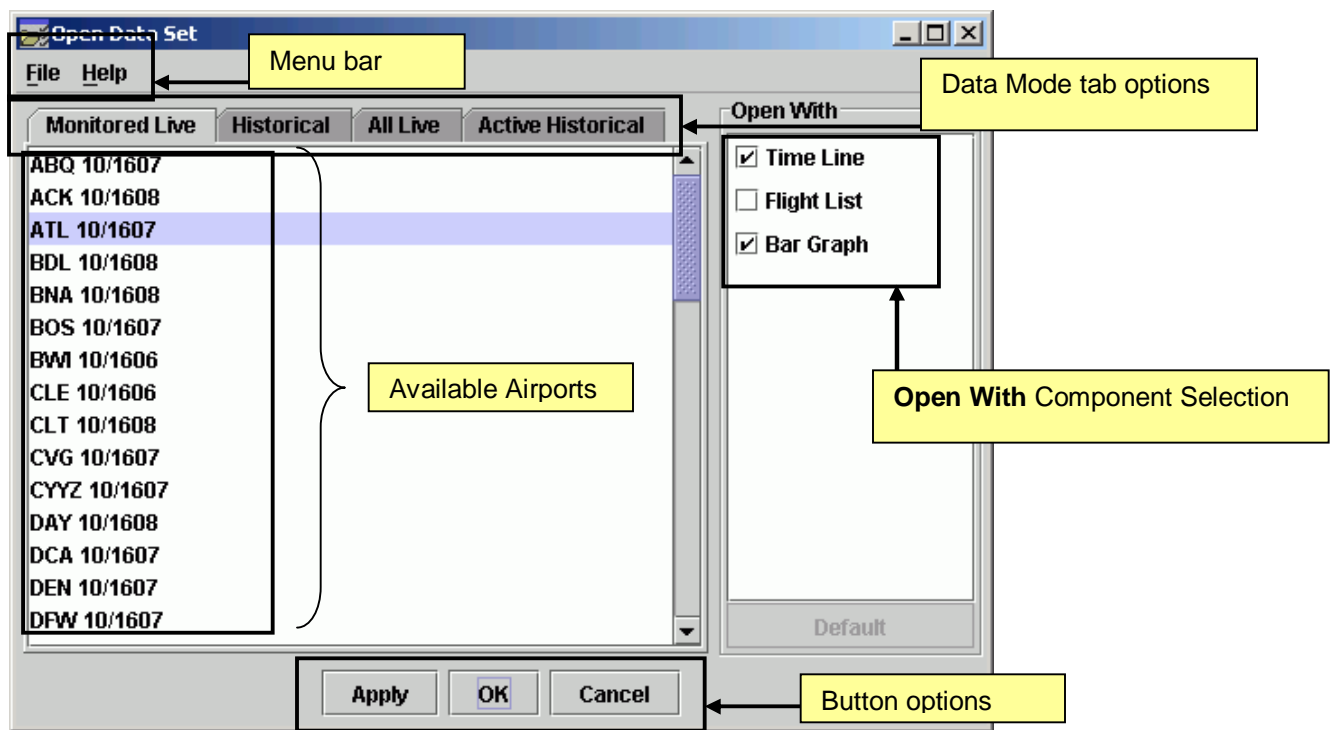 Open Data Set
File Help
Menu bar
Data Mode tab options
Monitored Live Historical All Live Active Historical
Open With
ABQ 10/1607
ACK 10/1608
ATL 10/1607
BDL 10/1608
BNA 10/1608
BOS 10/1607
BWI 10/1606
CLE 10/1606
CLT 10/1608
CVG 10/1607
CYYZ 10/1607
DAY 10/1608
DCA 10/1607
DEN 10/1607
DFW 10/1607
Available Airports
Time Line
Flight List
Bar Graph
Open With Component Selection
Default
Apply OK Cancel
Button options